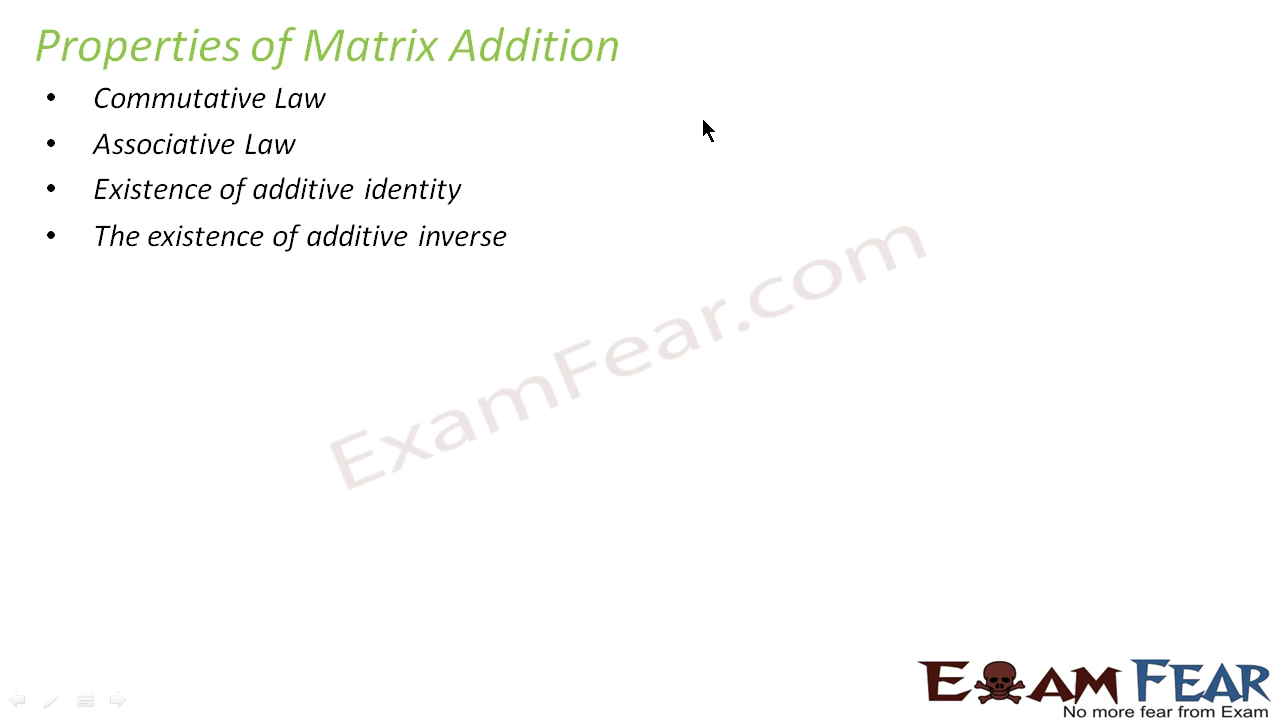 Properties of Matrix Addition
• Commutative Law
• Associative Law
• Existence of additive identity
• The existence of additive inverse
ExamFear.com
EXAM FEAR
No more fear from Exam